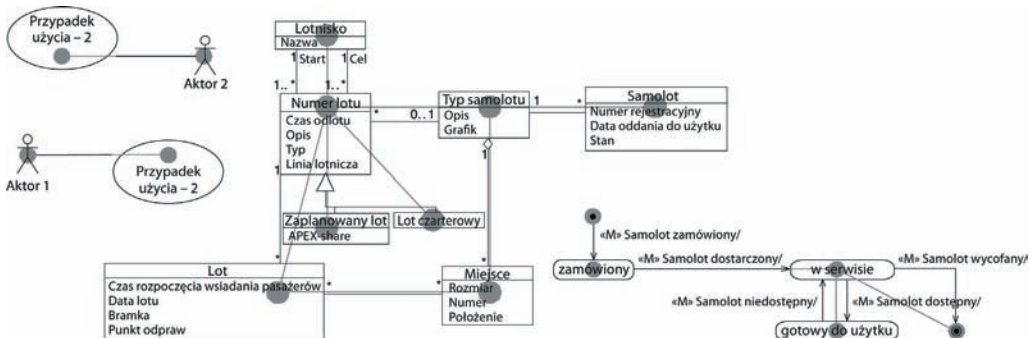 Przypadek
użycia – 2
Aktor 2
Aktor 1
Przypadek
użycia – 2
Lotnisko
Nazwa
1 Start
1 Cel
1.. *
1.. *
Numer lotu
Czas odlotu
Opis
Typ
Linia lotnicza
*
0.. 1
Typ samolotu
Opis
Grafik
1
*
Samolot
Numer rejestracyjny
Data oddania do użytku
Stan
1
1
Zaplanowany lot
APEX-share
Lot czarterowy
*
*
Lot
Czas rozpoczęcia wsiadania pasażerów
Data lotu
Bramka
Punkt odpraw
*
*
Miejsce
Rozmiar
Numer
Położenie
«M» Samolot zamówiony/
zamówiony
«M» Samolot dostarczony/
w serwisie
«M» Samolot wycofany/
«M» Samolot niedostępny/
«M» Samolot dostępny/
gotowy do użytku